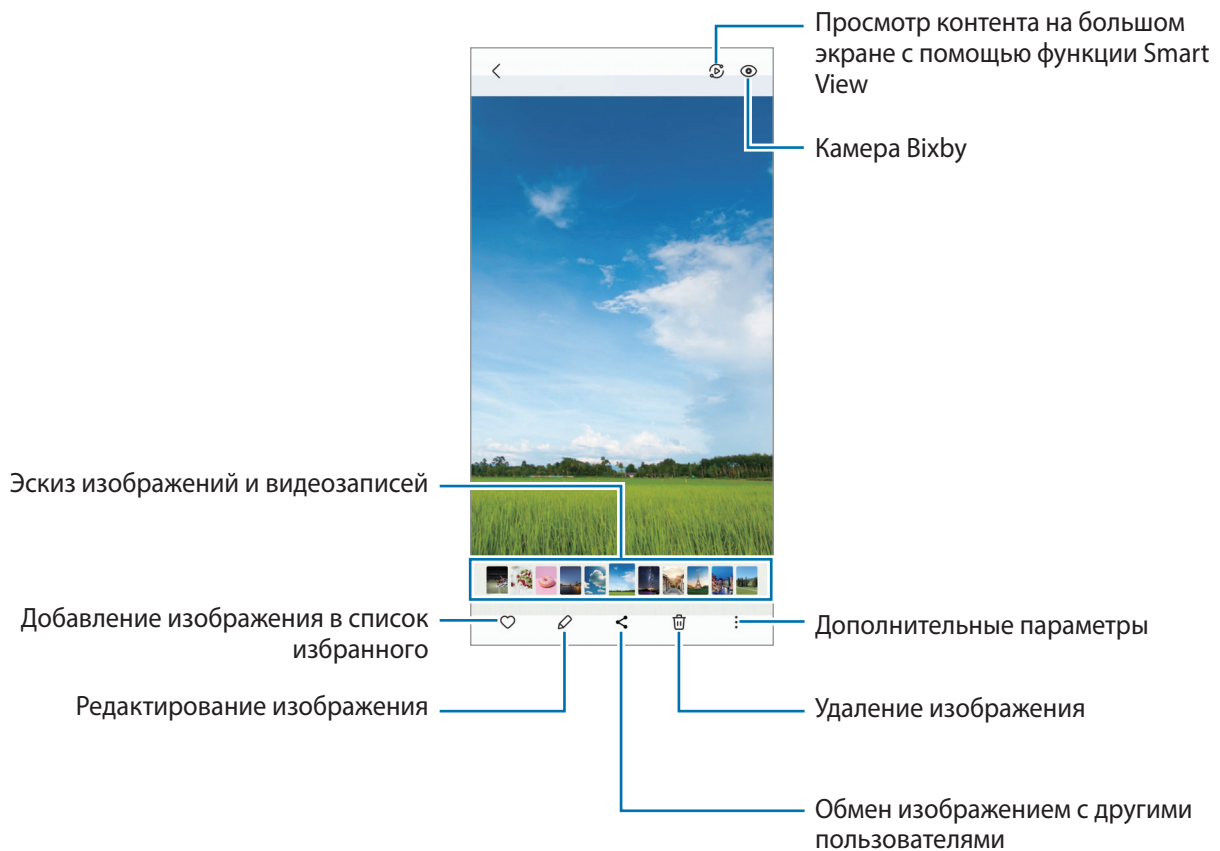 Просмотр контента на большом
экране с помощью функции Smart
View
Камера Bixby
Эскиз изображений и видеозаписей
Добавление изображения в список
избранного
Дополнительные параметры
Редактирование изображения
Удаление изображения
Обмен изображением с другими
пользователями